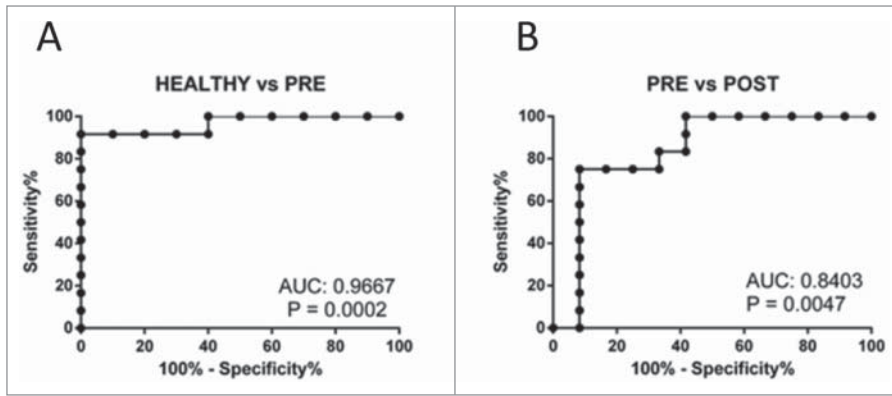 A
HEALTHY vs PRE
Sensitivity%
100
80
60
40
20
0
AUC: 0.9667
P = 0.0002
0 20 40 60 80 100
100% - Specificity%
B
PRE vs POST
Sensitivity%
100
80
60
40
20
0
AUC: 0.8403
P = 0.0047
0 20 40 60 80 100
100% - Specificity%